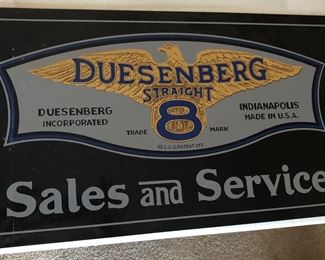 DUESENBERG
STRAIGHT
8
DUESENBERG
INCORPORATED
INDIANAPOLIS
MADE IN U.S.A.
TRADE MARK
REG. U.S. PATENT OFF.
Sales and Service